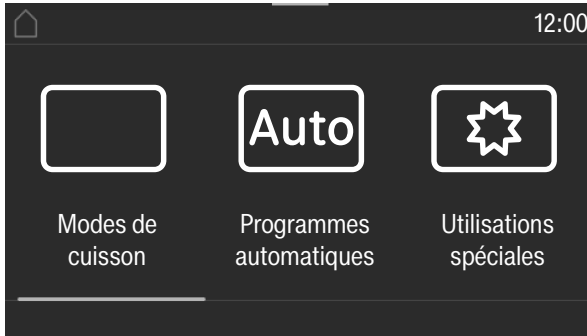 12:00
Auto
Modes de
cuisson
Programmes
automatiques
Utilisations
spéciales